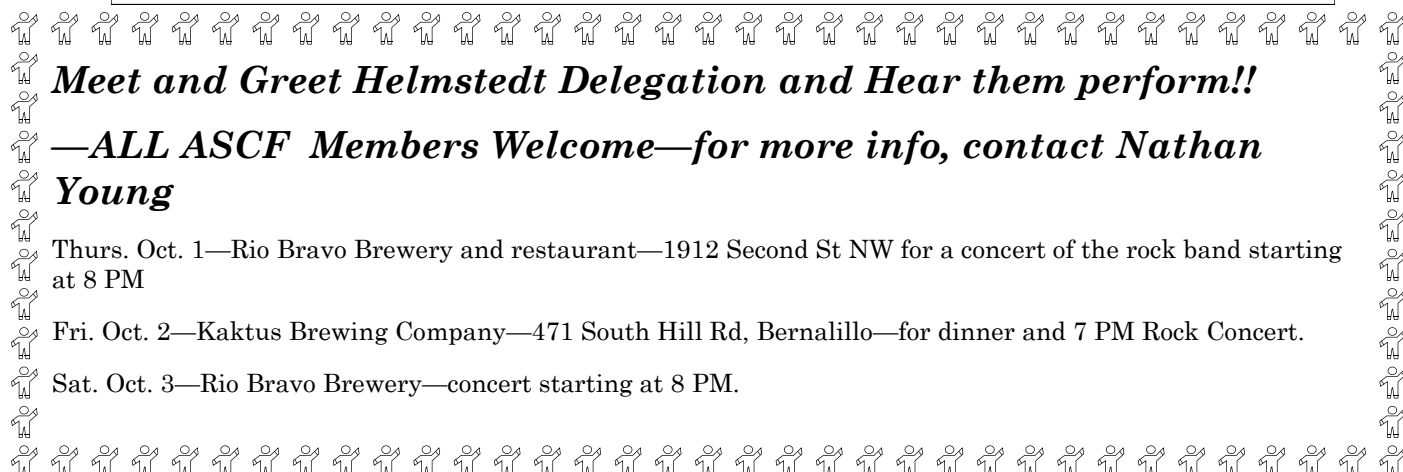 Meet and Greet Helmstedt Delegation and Hear them perform!!
—ALL ASCF  Members Welcome—for more info, contact Nathan
Young
Thurs. Oct. 1—Rio Bravo Brewery and restaurant—1912 Second St NW for a concert of the rock band starting
at 8 PM
Fri. Oct. 2—Kaktus Brewing Company—471 South Hill Rd, Bernalillo—for dinner and 7 PM Rock Concert.
Sat. Oct. 3—Rio Bravo Brewery—concert starting at 8 PM.